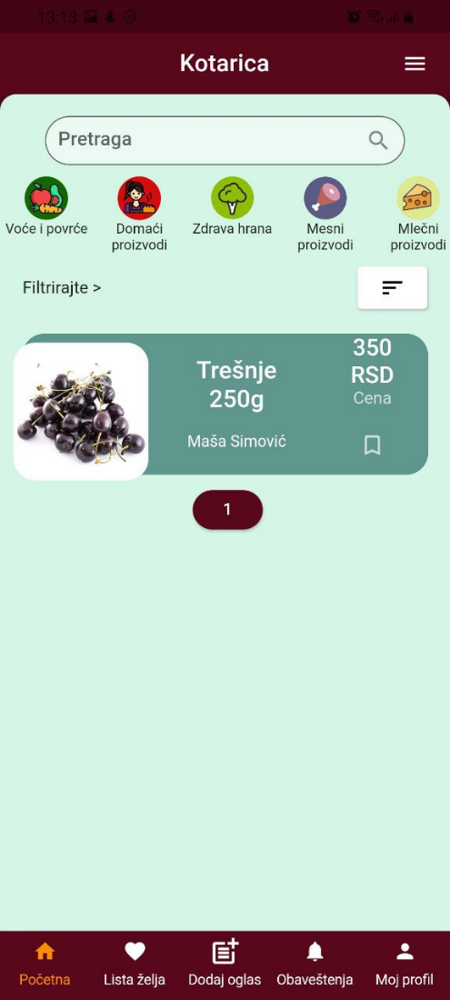 13:13
Kotarica
Pretraga
Voće i povrće
Domaći
proizvodi
Zdrava hrana
Mesni
proizvodi
Mlečni
proizvodi
Filtrirajte >
Trešnje
250g
Maša Simović
350
RSD
Cena
1
Početna
Lista želja
Dodaj oglas
Obaveštenja
Moj profil